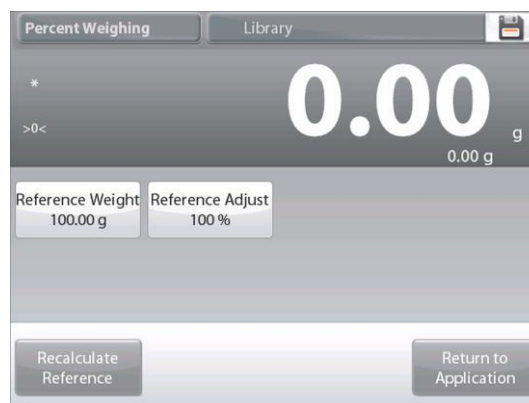 Percent Weighing
Library
*
>0<
0.00 g
0.00 g
Reference Weight
100.00 g
Reference Adjust
100 %
Recalculate
Reference
Return to
Application